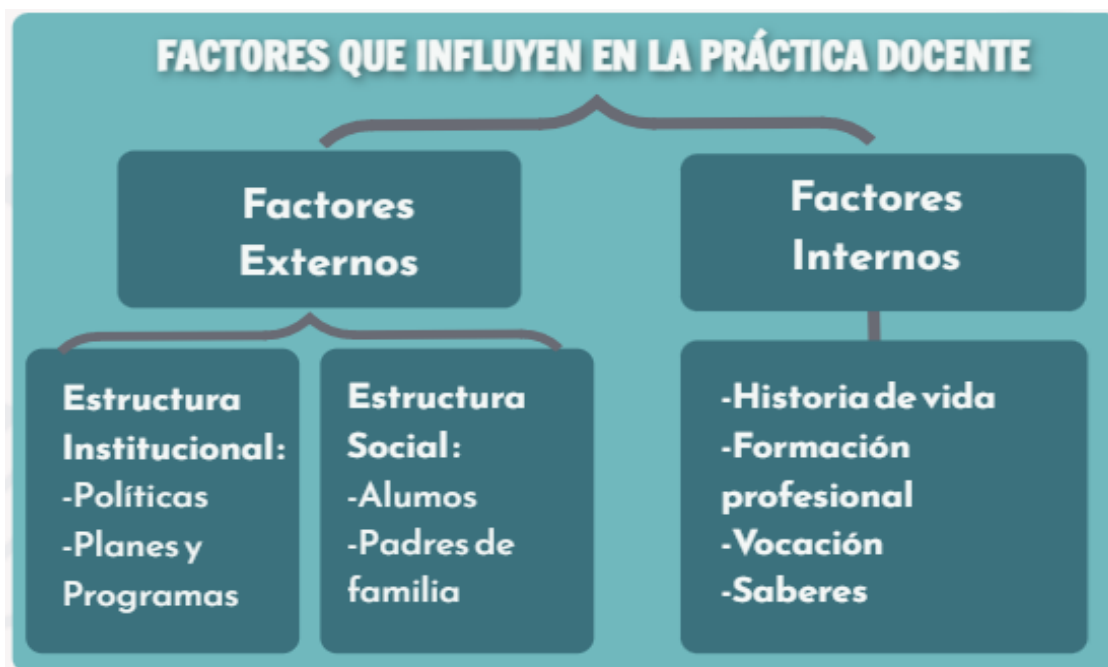 FACTORES QUE INFLUYEN EN LA PRÁCTICA DOCENTE
Factores
Externos
Factores
Internos
Estructura
Institucional:
-Políticas
-Planes y
Programas
Estructura
Social:
-Alumos
-Padres de
familia
-Historia de vida
-Formación
profesional
-Vocación
-Saberes